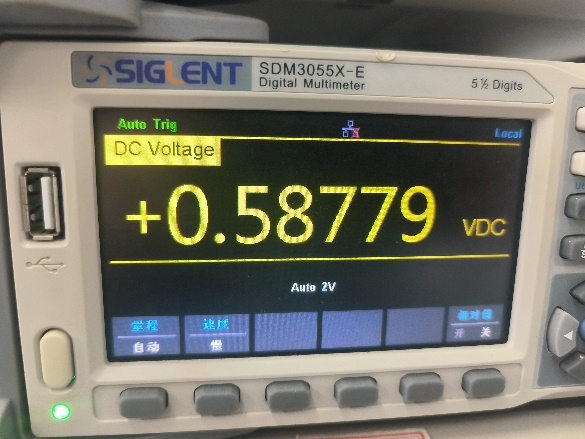 SIGLENT
SDM3055X-E
Digital Multimeter
5 ½ Digits
Auto Trig
Local
DC Voltage
+0.58779 VDC
Auto 2V
量程
自动
速度
慢
相对值
开 关